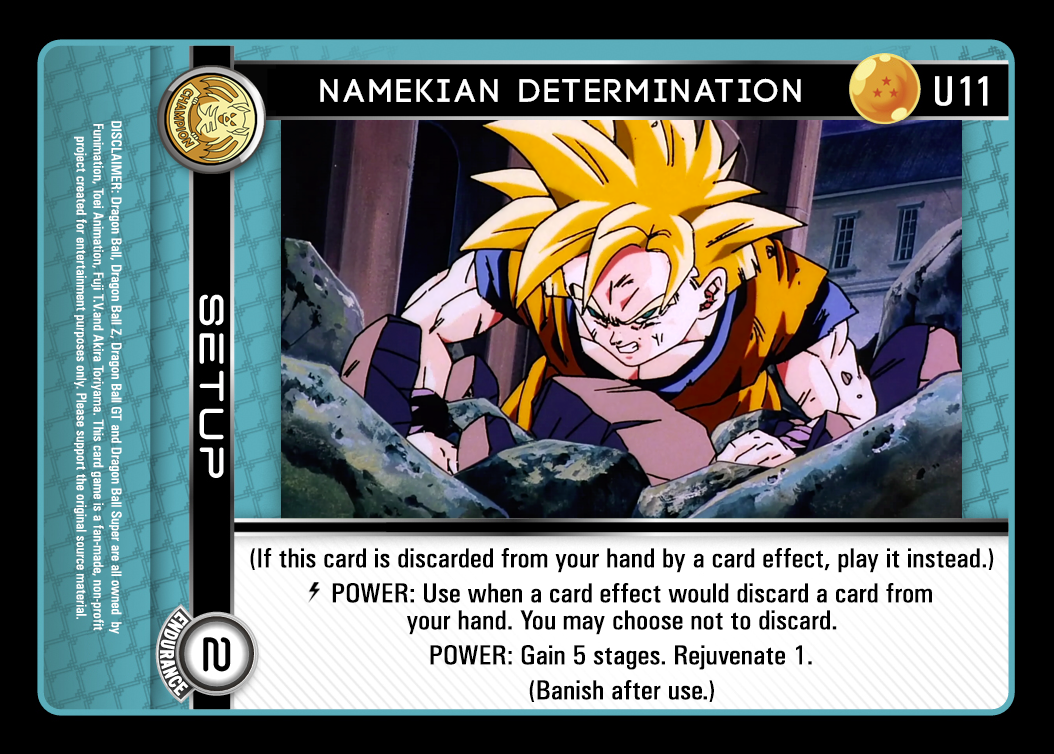 NAMEKIAN DETERMINATION
U11
CHAMPION
DISCLAIMER: Dragon Ball, Dragon Ball Z, Dragon Ball GT and Dragon Ball Super are all owned by
Funimation, Toei Animation, Fuji T.V.and Akira Toriyama. This card game is a fan-made, non-profit
project created for entertainment purposes only. Please support the original source material.
SETUP
(If this card is discarded from your hand by a card effect, play it instead.)
POWER: Use when a card effect would discard a card from
your hand. You may choose not to discard.
POWER: Gain 5 stages. Rejuvenate 1.
(Banish after use.)
ENDURANCE
2